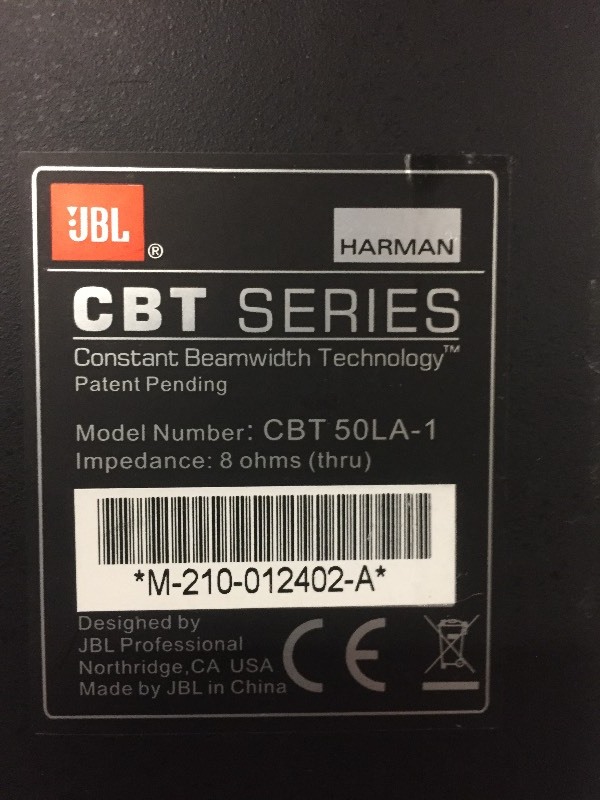 JBL ®
HARMAN
CBT SERIES
Constant Beamwidth Technology™
Patent Pending
Model Number: CBT 50LA-1
Impedance: 8 ohms (thru)
*M-210-012402-A*
Designed by
JBL Professional
Northridge,CA USA
Made by JBL in China
CE